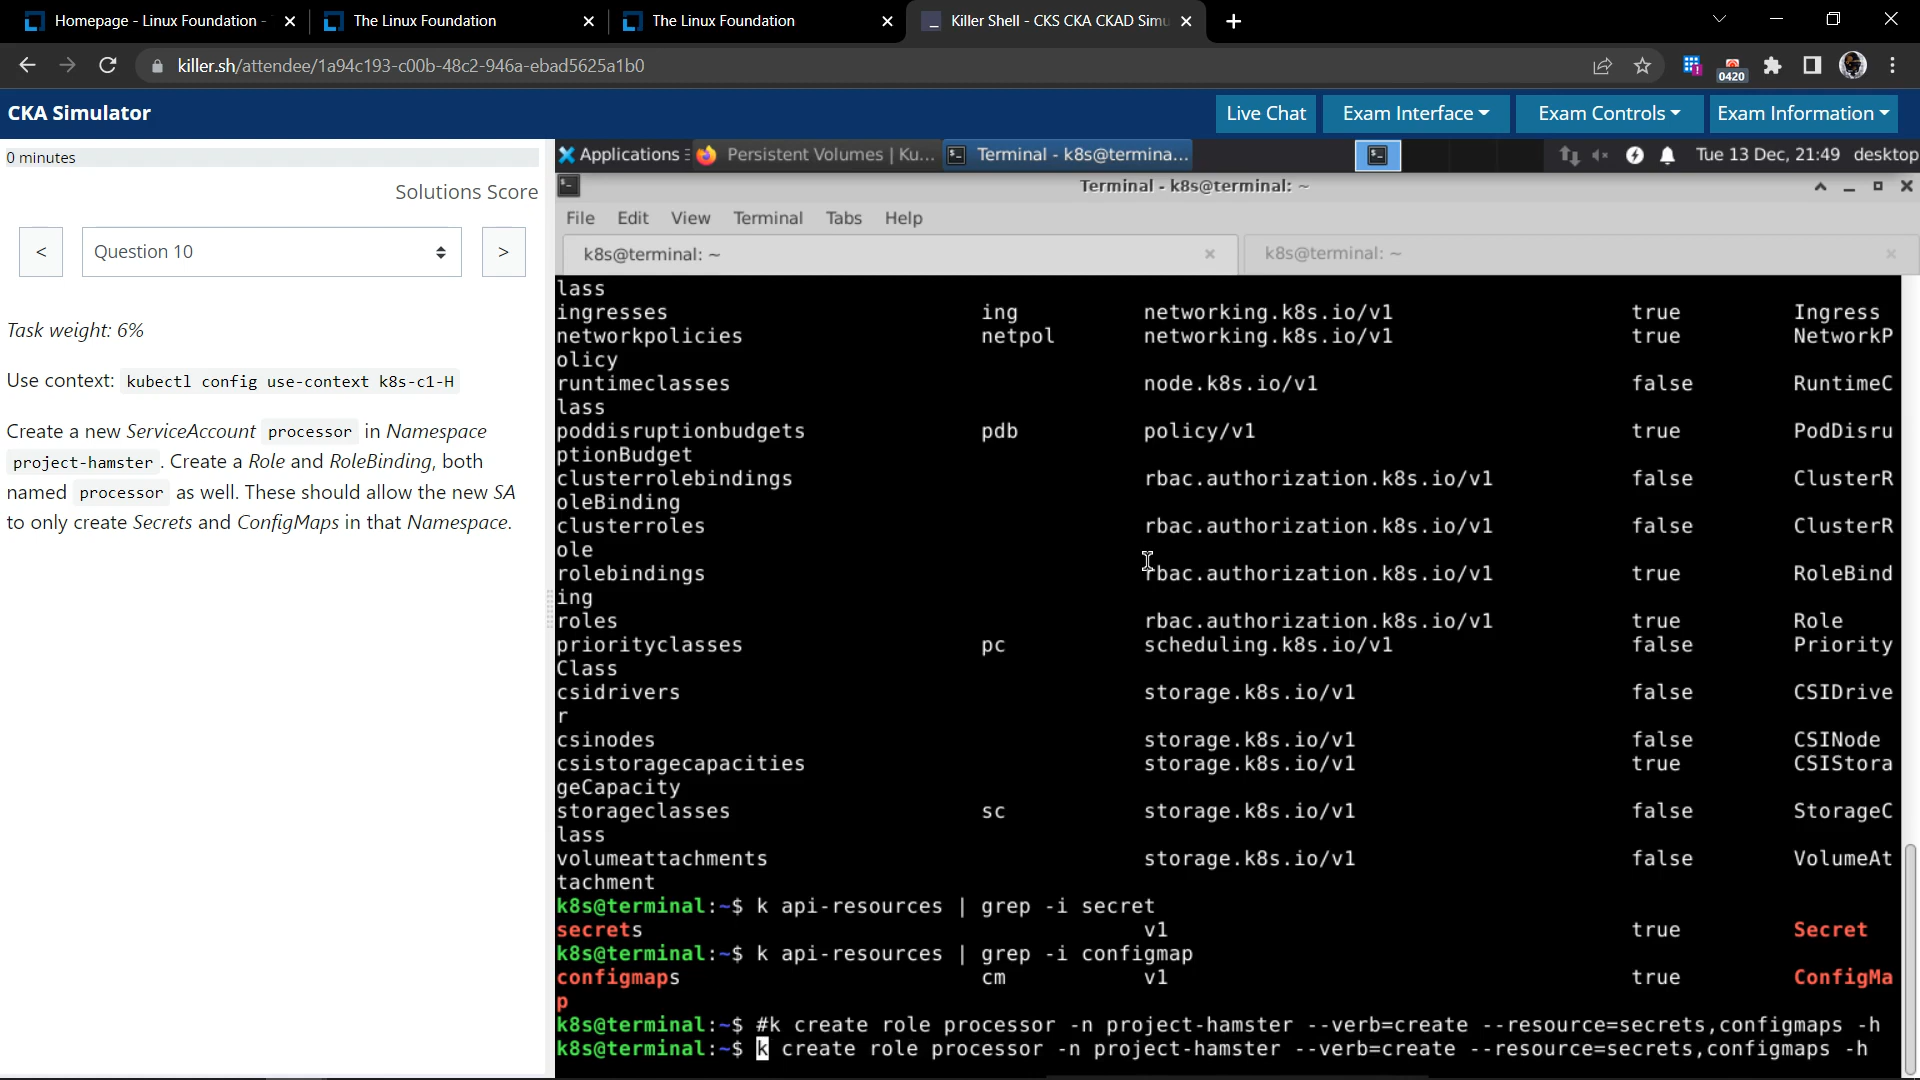 Homepage - Linux Foundation -
The Linux Foundation
The Linux Foundation
Killer Shell - CKS CKA CKAD Simu
killer.sh/attendee/1a94c193-c00b-48c2-946a-ebad5625a1b0
0420
CKA Simulator
Live Chat
Exam Interface
Exam Controls
Exam Information
0 minutes
Solutions Score
<
Question 10
>
Task weight: 6%
Use context: kubectl config use-context k8s-c1-H
Create a new ServiceAccount processor in Namespace
project-hamster . Create a Role and RoleBinding, both
named processor as well. These should allow the new SA
to only create Secrets and ConfigMaps in that Namespace.
Applications
Persistent Volumes | Ku...
Terminal - k8s@termina...
Tue 13 Dec, 21:49 desktop
Terminal - k8s@terminal: ~
File Edit View Terminal Tabs Help
k8s@terminal: ~
k8s@terminal: ~
lass
ingresses ing networking.k8s.io/v1 true Ingress
networkpolicies netpol networking.k8s.io/v1 true NetworkP
olicy
runtimeclasses node.k8s.io/v1 false RuntimeC
lass
poddisruptionbudgets pdb policy/v1 true PodDisru
ptionBudget
clusterrolebindings rbac.authorization.k8s.io/v1 false ClusterR
oleBinding
clusterroles rbac.authorization.k8s.io/v1 false ClusterR
ole
rolebindings rbac.authorization.k8s.io/v1 true RoleBind
ing
roles rbac.authorization.k8s.io/v1 true Role
priorityclasses pc scheduling.k8s.io/v1 false Priority
Class
csidrivers storage.k8s.io/v1 false CSIDrive
r
csinodes storage.k8s.io/v1 false CSINode
csistoragecapacities storage.k8s.io/v1 true CSIStora
geCapacity
storageclasses sc storage.k8s.io/v1 false StorageC
lass
volumeattachments storage.k8s.io/v1 false VolumeAt
tachment
k8s@terminal:~$ k api-resources | grep -i secret
secrets v1 true Secret
k8s@terminal:~$ k api-resources | grep -i configmap
configmaps cm v1 true ConfigMa
p
k8s@terminal:~$ #k create role processor -n project-hamster --verb=create --resource=secrets,configmaps -h
k8s@terminal:~$ k create role processor -n project-hamster --verb=create --resource=secrets,configmaps -h